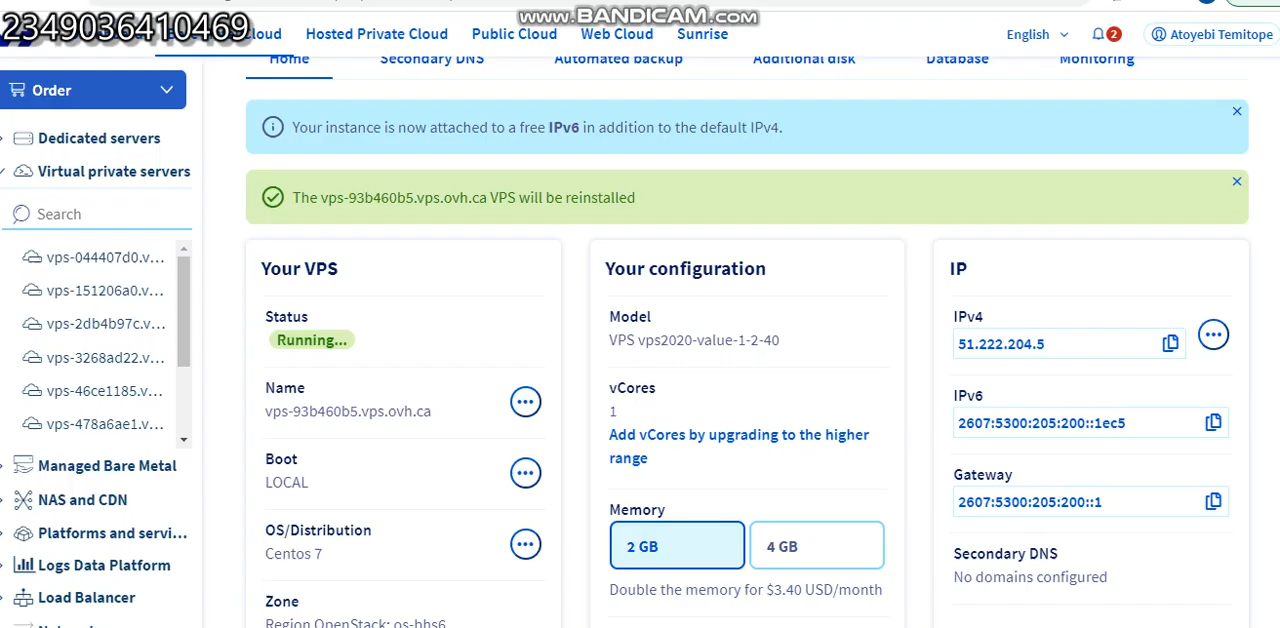 www.BANDICAM.com
2349036410469
oud
Hosted Private Cloud
Public Cloud
Web Cloud
Sunrise
English
2
Atoyebi Temitope
Home
Secondary DNS
Automated backup
Additional disk
Database
Monitoring
Order
Dedicated servers
Virtual private servers
Search
vps-044407d0.v...
vps-151206a0.v...
vps-2db4b97c.v...
vps-3268ad22.v...
vps-46ce1185.v...
vps-478a6ae1.v...
Managed Bare Metal
NAS and CDN
Platforms and servi...
Logs Data Platform
Load Balancer
Your instance is now attached to a free IPv6 in addition to the default IPv4.
The vps-93b460b5.vps.ovh.ca VPS will be reinstalled
Your VPS
Status
Running...
Name
vps-93b460b5.vps.ovh.ca
Boot
LOCAL
OS/Distribution
Centos 7
Zone
Region OpenStack: os-bhs6
Your configuration
Model
VPS vps2020-value-1-2-40
vCores
1
Add vCores by upgrading to the higher
range
Memory
2 GB
4 GB
Double the memory for $3.40 USD/month
IP
IPv4
51.222.204.5
IPv6
2607:5300:205:200::1ec5
Gateway
2607:5300:205:200::1
Secondary DNS
No domains configured